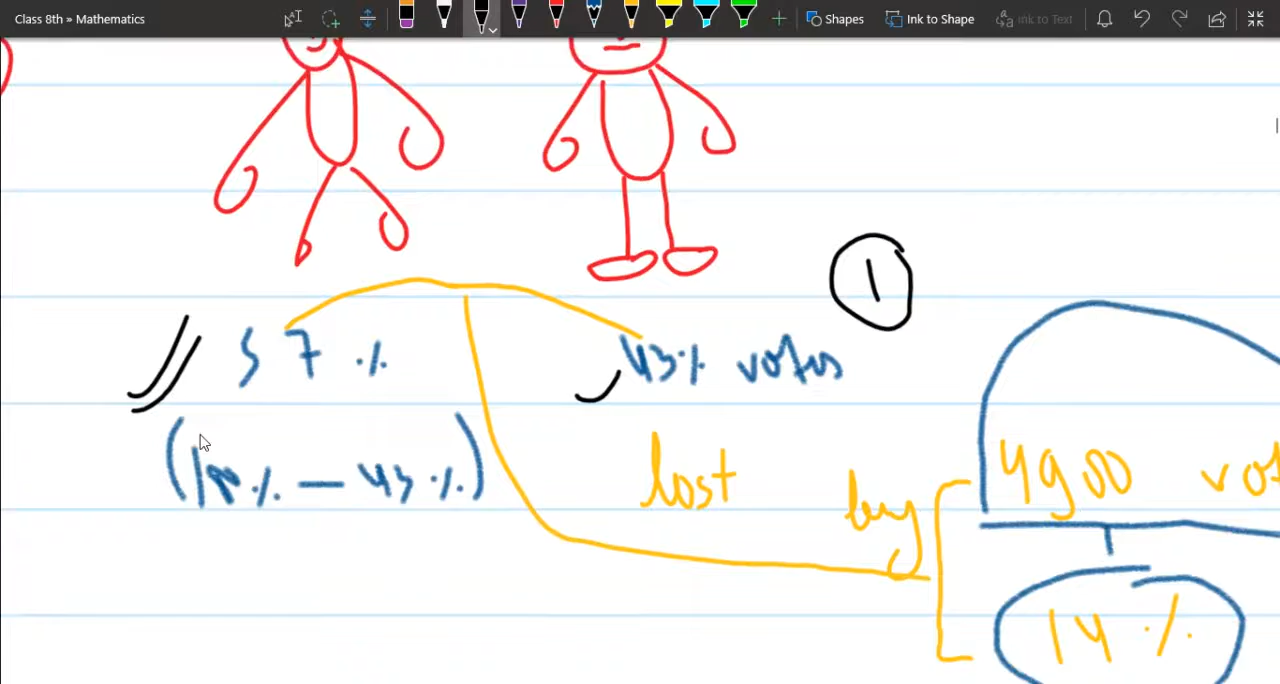 Class 8th » Mathematics
Shapes
Ink to Shape
Ink to Text
1
57 %
43% votes
(100% — 43%)
lost
by
4900
14 %